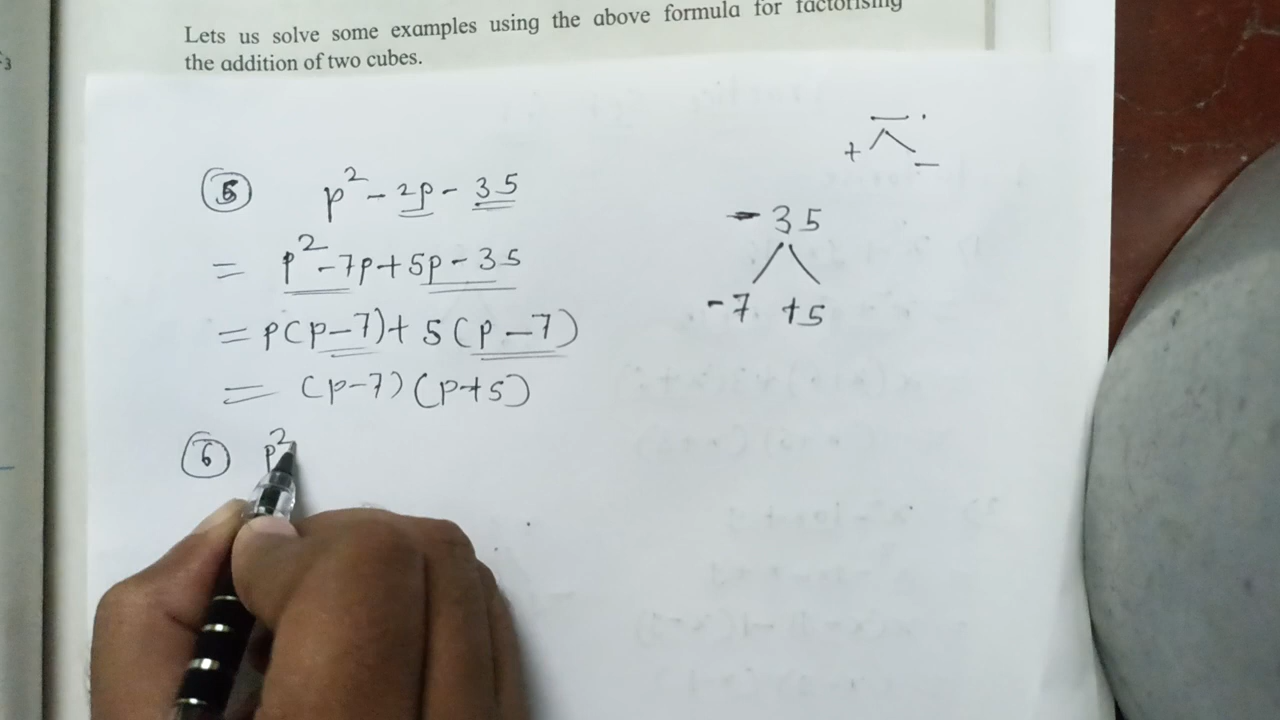 Lets us solve some examples using the above formula for factorising
the addition of two cubes.
⑤ p² - 2p - 35
= p² - 7p + 5p - 35
= p(p - 7) + 5(p - 7)
= (p - 7)(p + 5)
⑥ p²
+ -
- 35
- 7 + 5